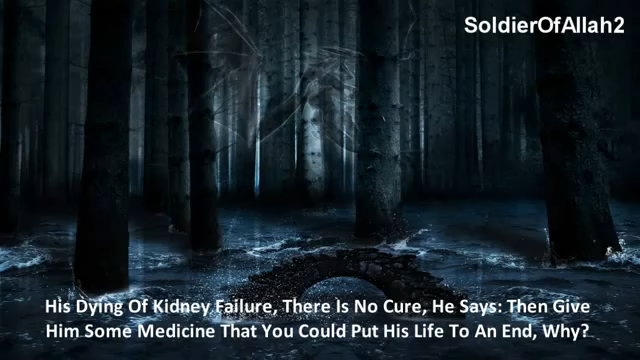 SoldierOfAllah2
His Dying Of Kidney Failure, There Is No Cure, He Says: Then Give
Him Some Medicine That You Could Put His Life To An End, Why?